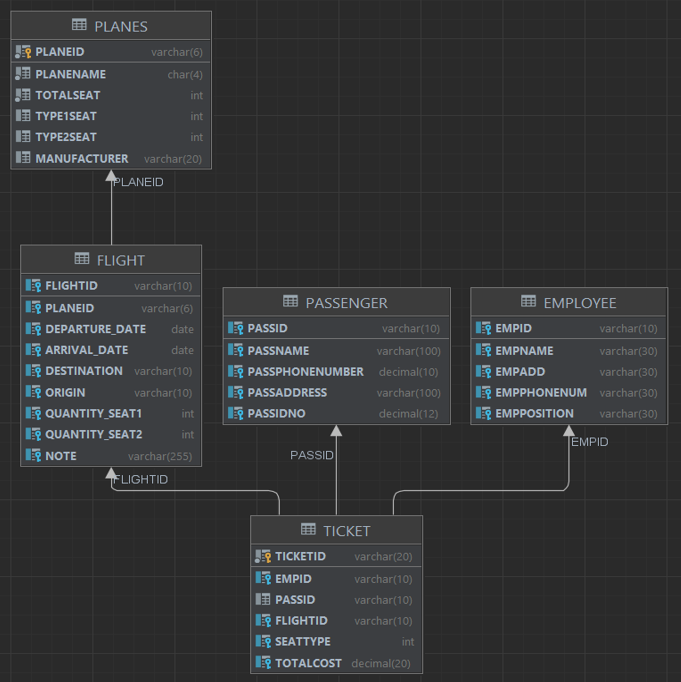 PLANES
PLANEID varchar(6)
PLANENAME char(4)
TOTALSEAT int
TYPE1SEAT int
TYPE2SEAT int
MANUFACTURER varchar(20)
PLANEID
FLIGHT
FLIGHTID varchar(10)
PLANEID varchar(6)
DEPARTURE_DATE date
ARRIVAL_DATE date
DESTINATION varchar(10)
ORIGIN varchar(10)
QUANTITY_SEAT1 int
QUANTITY_SEAT2 int
NOTE varchar(255)
PASSENGER
PASSID varchar(10)
PASSNAME varchar(100)
PASSPHONENUMBER decimal(10)
PASSADDRESS varchar(100)
PASSIDNO decimal(12)
EMPLOYEE
EMPID varchar(10)
EMPNAME varchar(30)
EMPADD varchar(30)
EMPPHONENUM varchar(30)
EMPPOSITION varchar(30)
FLIGHTID
PASSID
EMPID
TICKET
TICKETID varchar(20)
EMPID varchar(10)
PASSID varchar(10)
FLIGHTID varchar(10)
SEATTYPE int
TOTALCOST decimal(20)